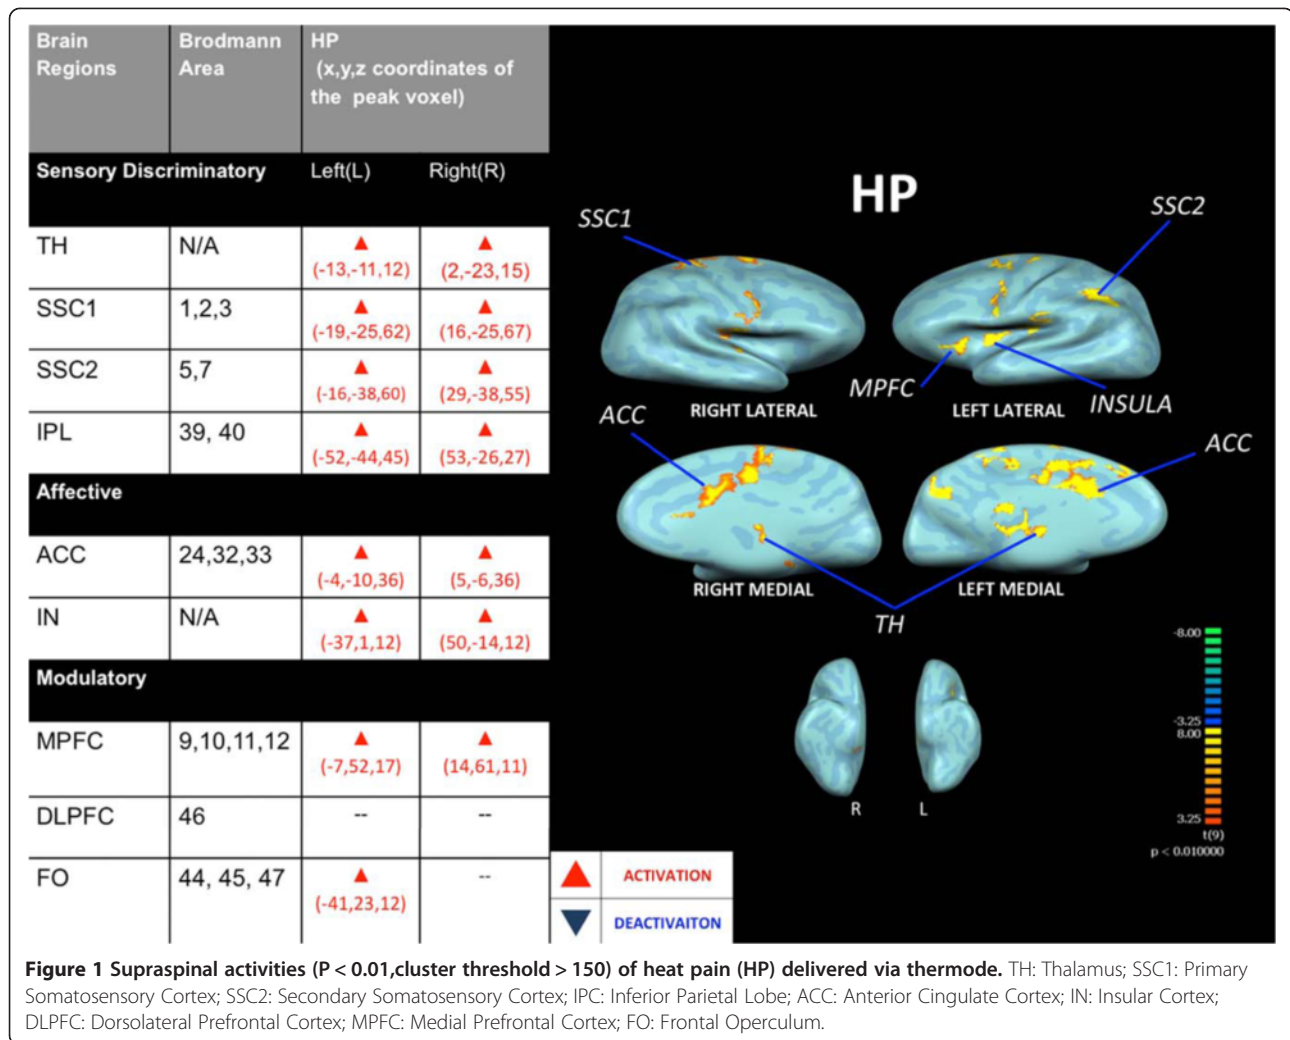 Brain Regions Brodmann Area HP (x,y,z coordinates of the peak voxel)
Sensory Discriminatory Left(L) Right(R)
TH N/A ▲ ▲
(-13,-11,12) (2,-23,15)
SSC1 1,2,3 ▲ ▲
(-19,-25,62) (16,-25,67)
SSC2 5,7 ▲ ▲
(-16,-38,60) (29,-38,55)
IPL 39, 40 ▲ ▲
(-52,-44,45) (53,-26,27)
Affective
ACC 24,32,33 ▲ ▲
(-4,-10,36) (5,-6,36)
IN N/A ▲ ▲
(-37,1,12) (50,-14,12)
Modulatory
MPFC 9,10,11,12 ▲ ▲
(-7,52,17) (14,61,11)
DLPFC 46 -- --
FO 44, 45, 47 ▲ --
(-41,23,12)
HP
SSC1
SSC2
MPFC
INSULA
RIGHT LATERAL
LEFT LATERAL
ACC
ACC
RIGHT MEDIAL
LEFT MEDIAL
TH
R L
-8.00
-3.25
8.00
3.25
t(9)
p < 0.010000
▲ ACTIVATION
▼ DEACTIVAITON
Figure 1 Supraspinal activities (P < 0.01,cluster threshold > 150) of heat pain (HP) delivered via thermode. TH: Thalamus; SSC1: Primary
Somatosensory Cortex; SSC2: Secondary Somatosensory Cortex; IPC: Inferior Parietal Lobe; ACC: Anterior Cingulate Cortex; IN: Insular Cortex;
DLPFC: Dorsolateral Prefrontal Cortex; MPFC: Medial Prefrontal Cortex; FO: Frontal Operculum.